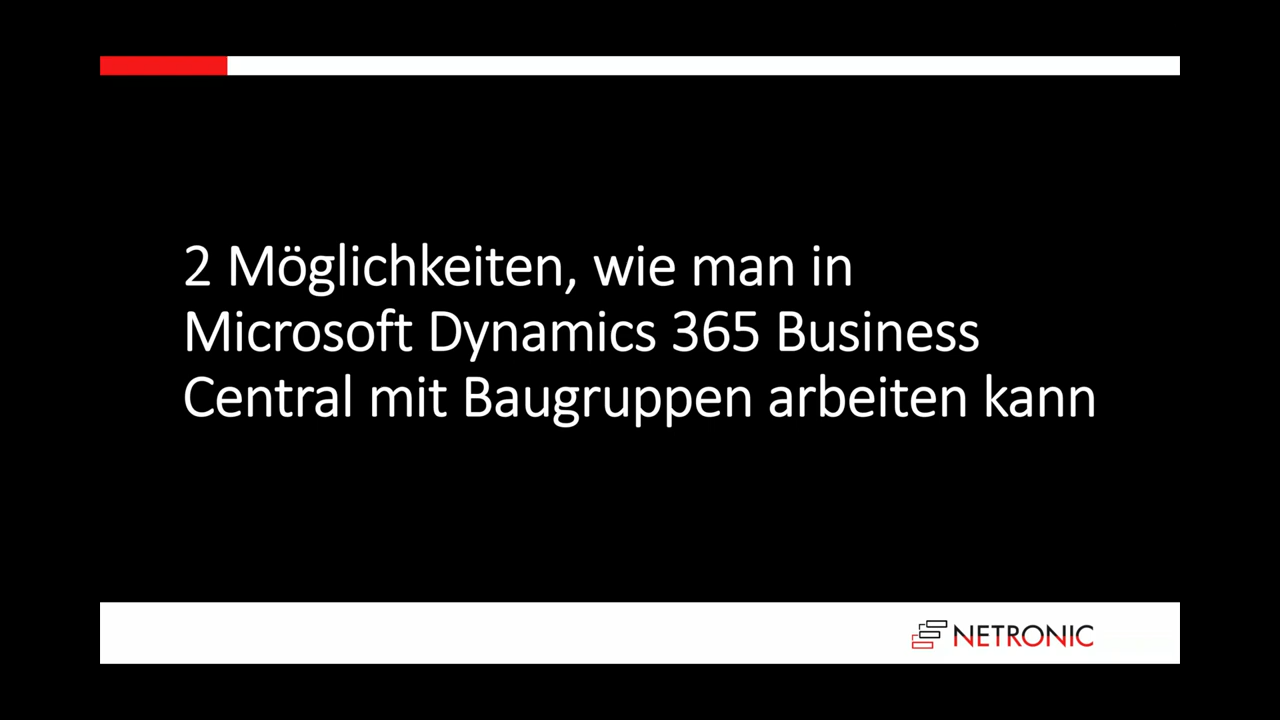 2 Möglichkeiten, wie man in
Microsoft Dynamics 365 Business
Central mit Baugruppen arbeiten kann
NETRONIC